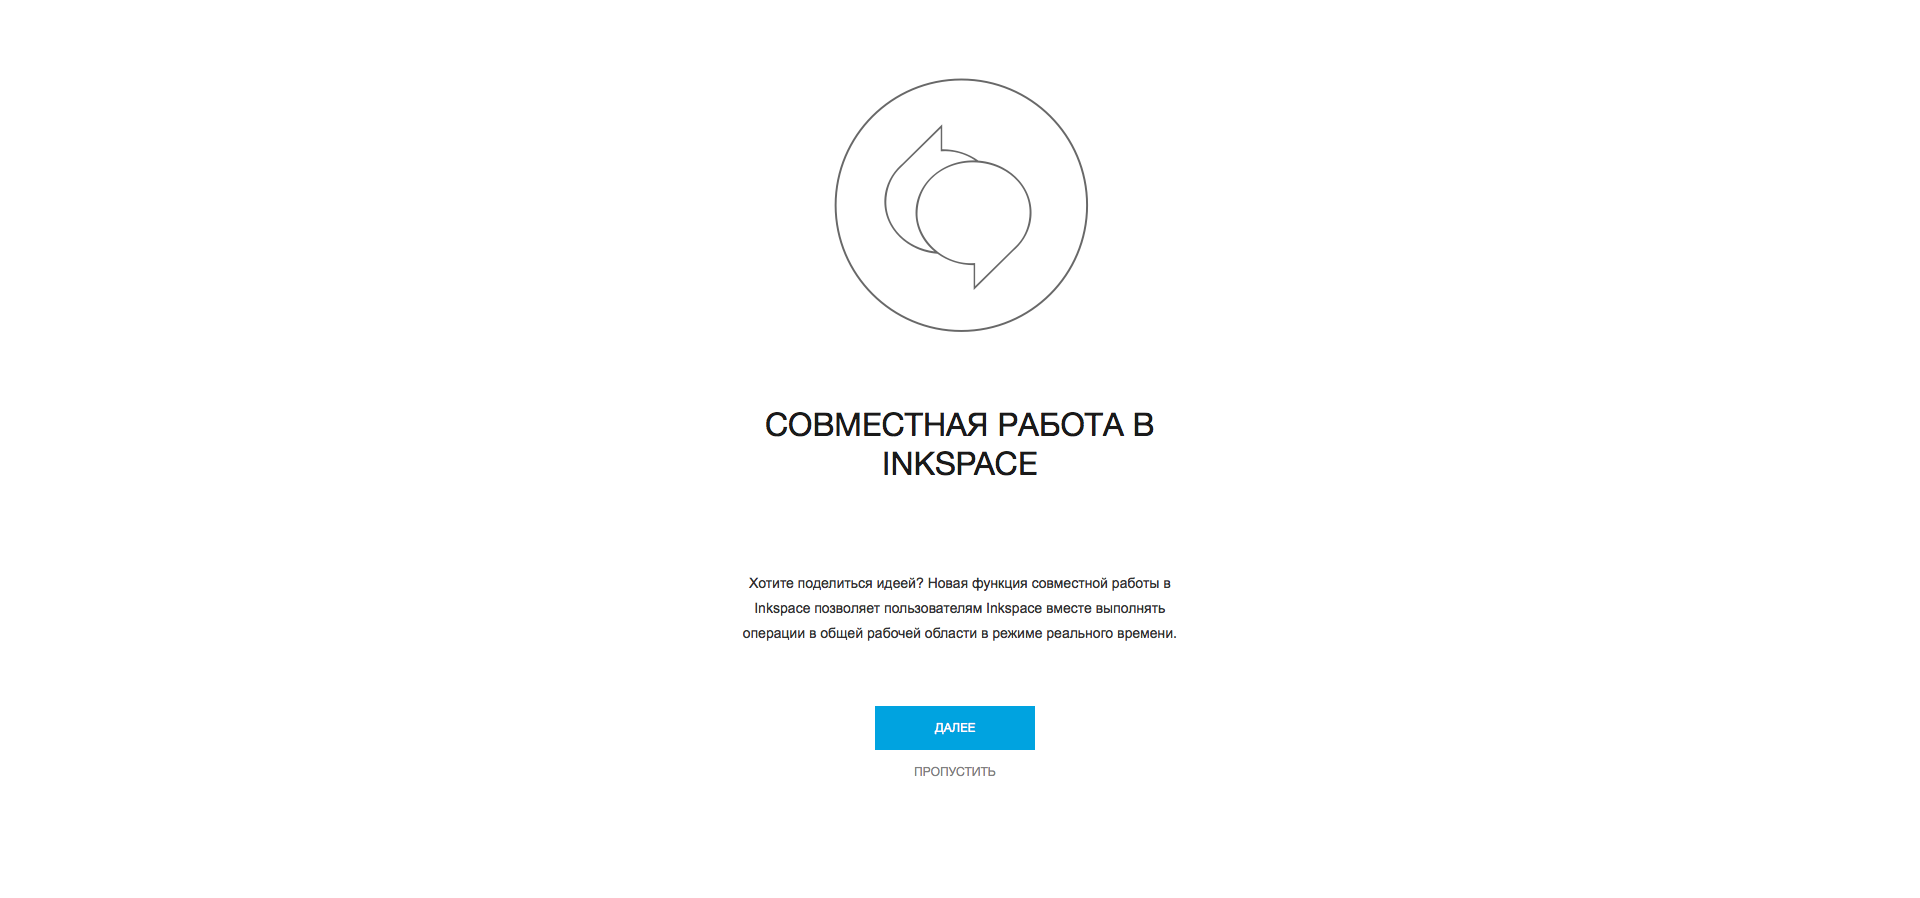 СОВМЕСТНАЯ РАБОТА В
INKSPACE
Хотите поделиться идеей? Новая функция совместной работы в
Inkspace позволяет пользователям Inkspace вместе выполнять
операции в общей рабочей области в режиме реального времени.
ДАЛЕЕ
ПРОПУСТИТЬ